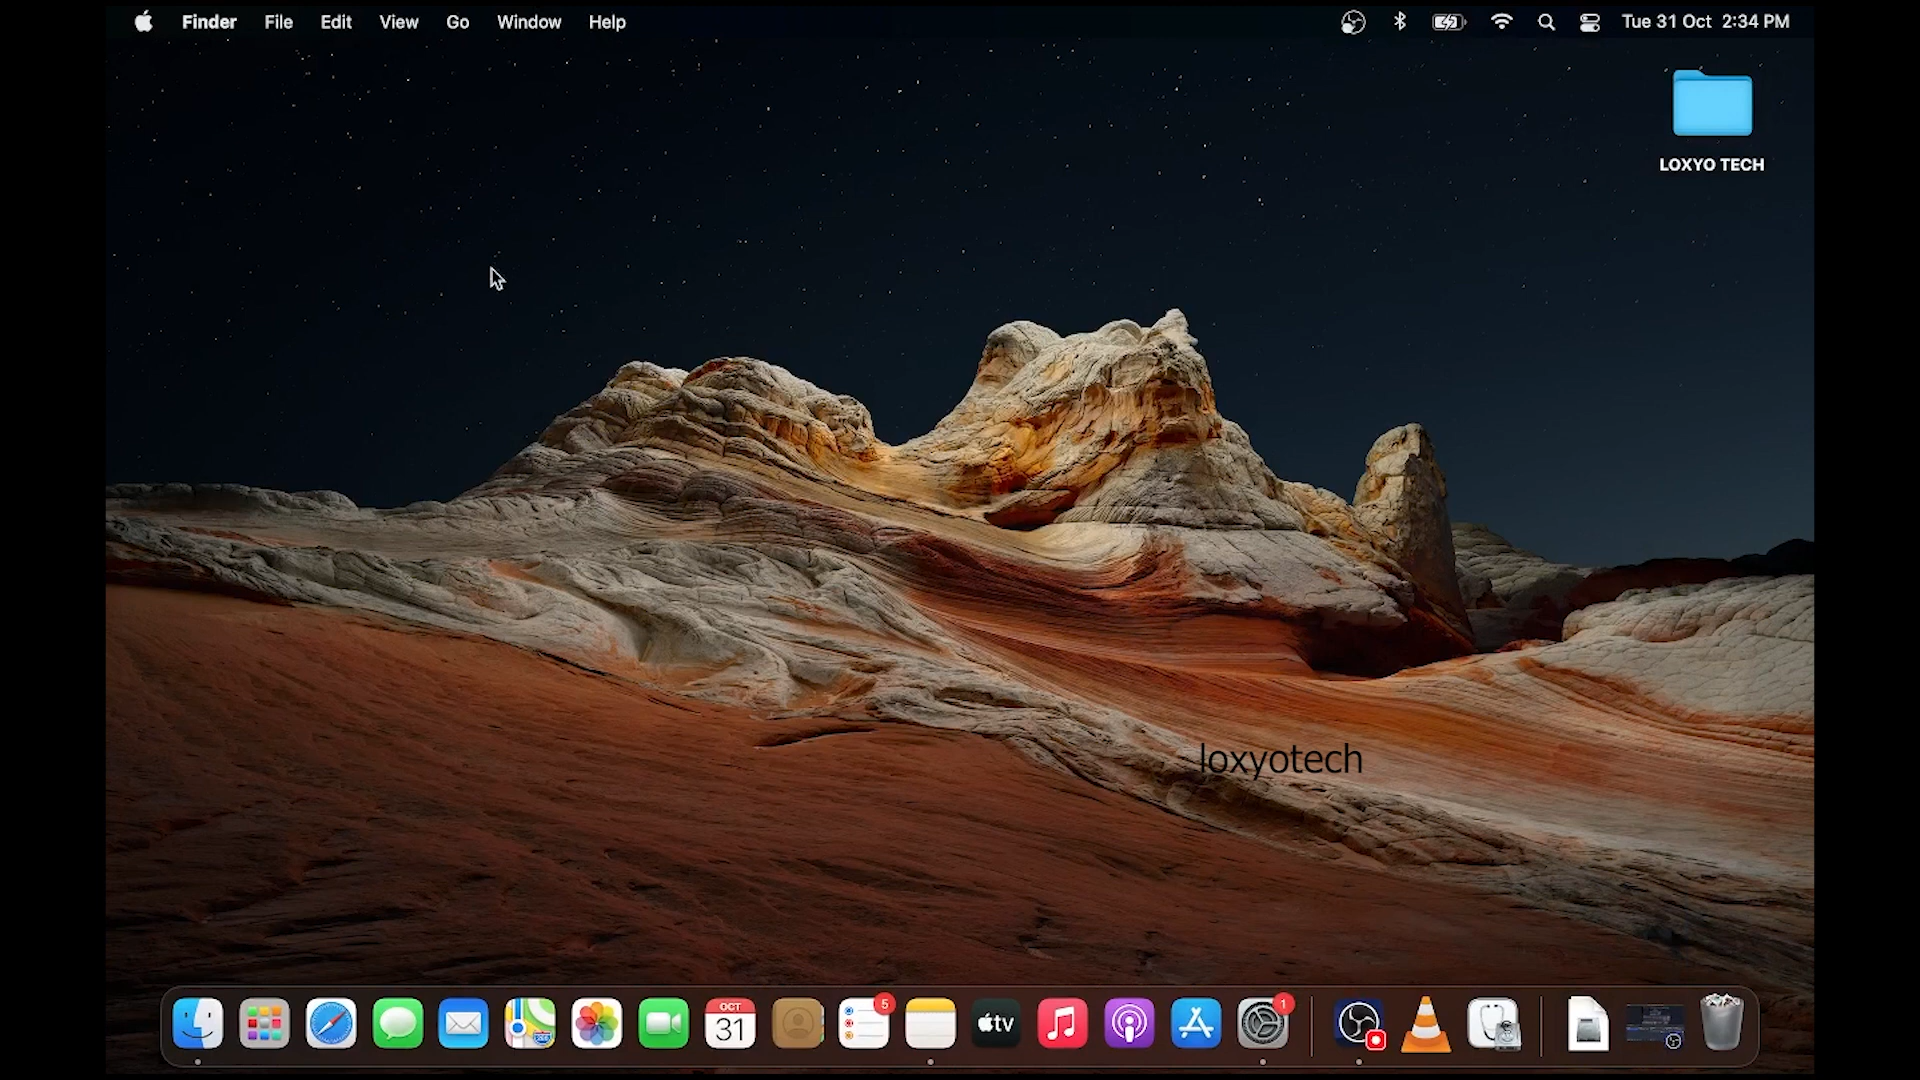 Finder File Edit View Go Window Help
Tue 31 Oct 2:34 PM
LOXYO TECH
loxyotech
OCT
31
5
tv
1